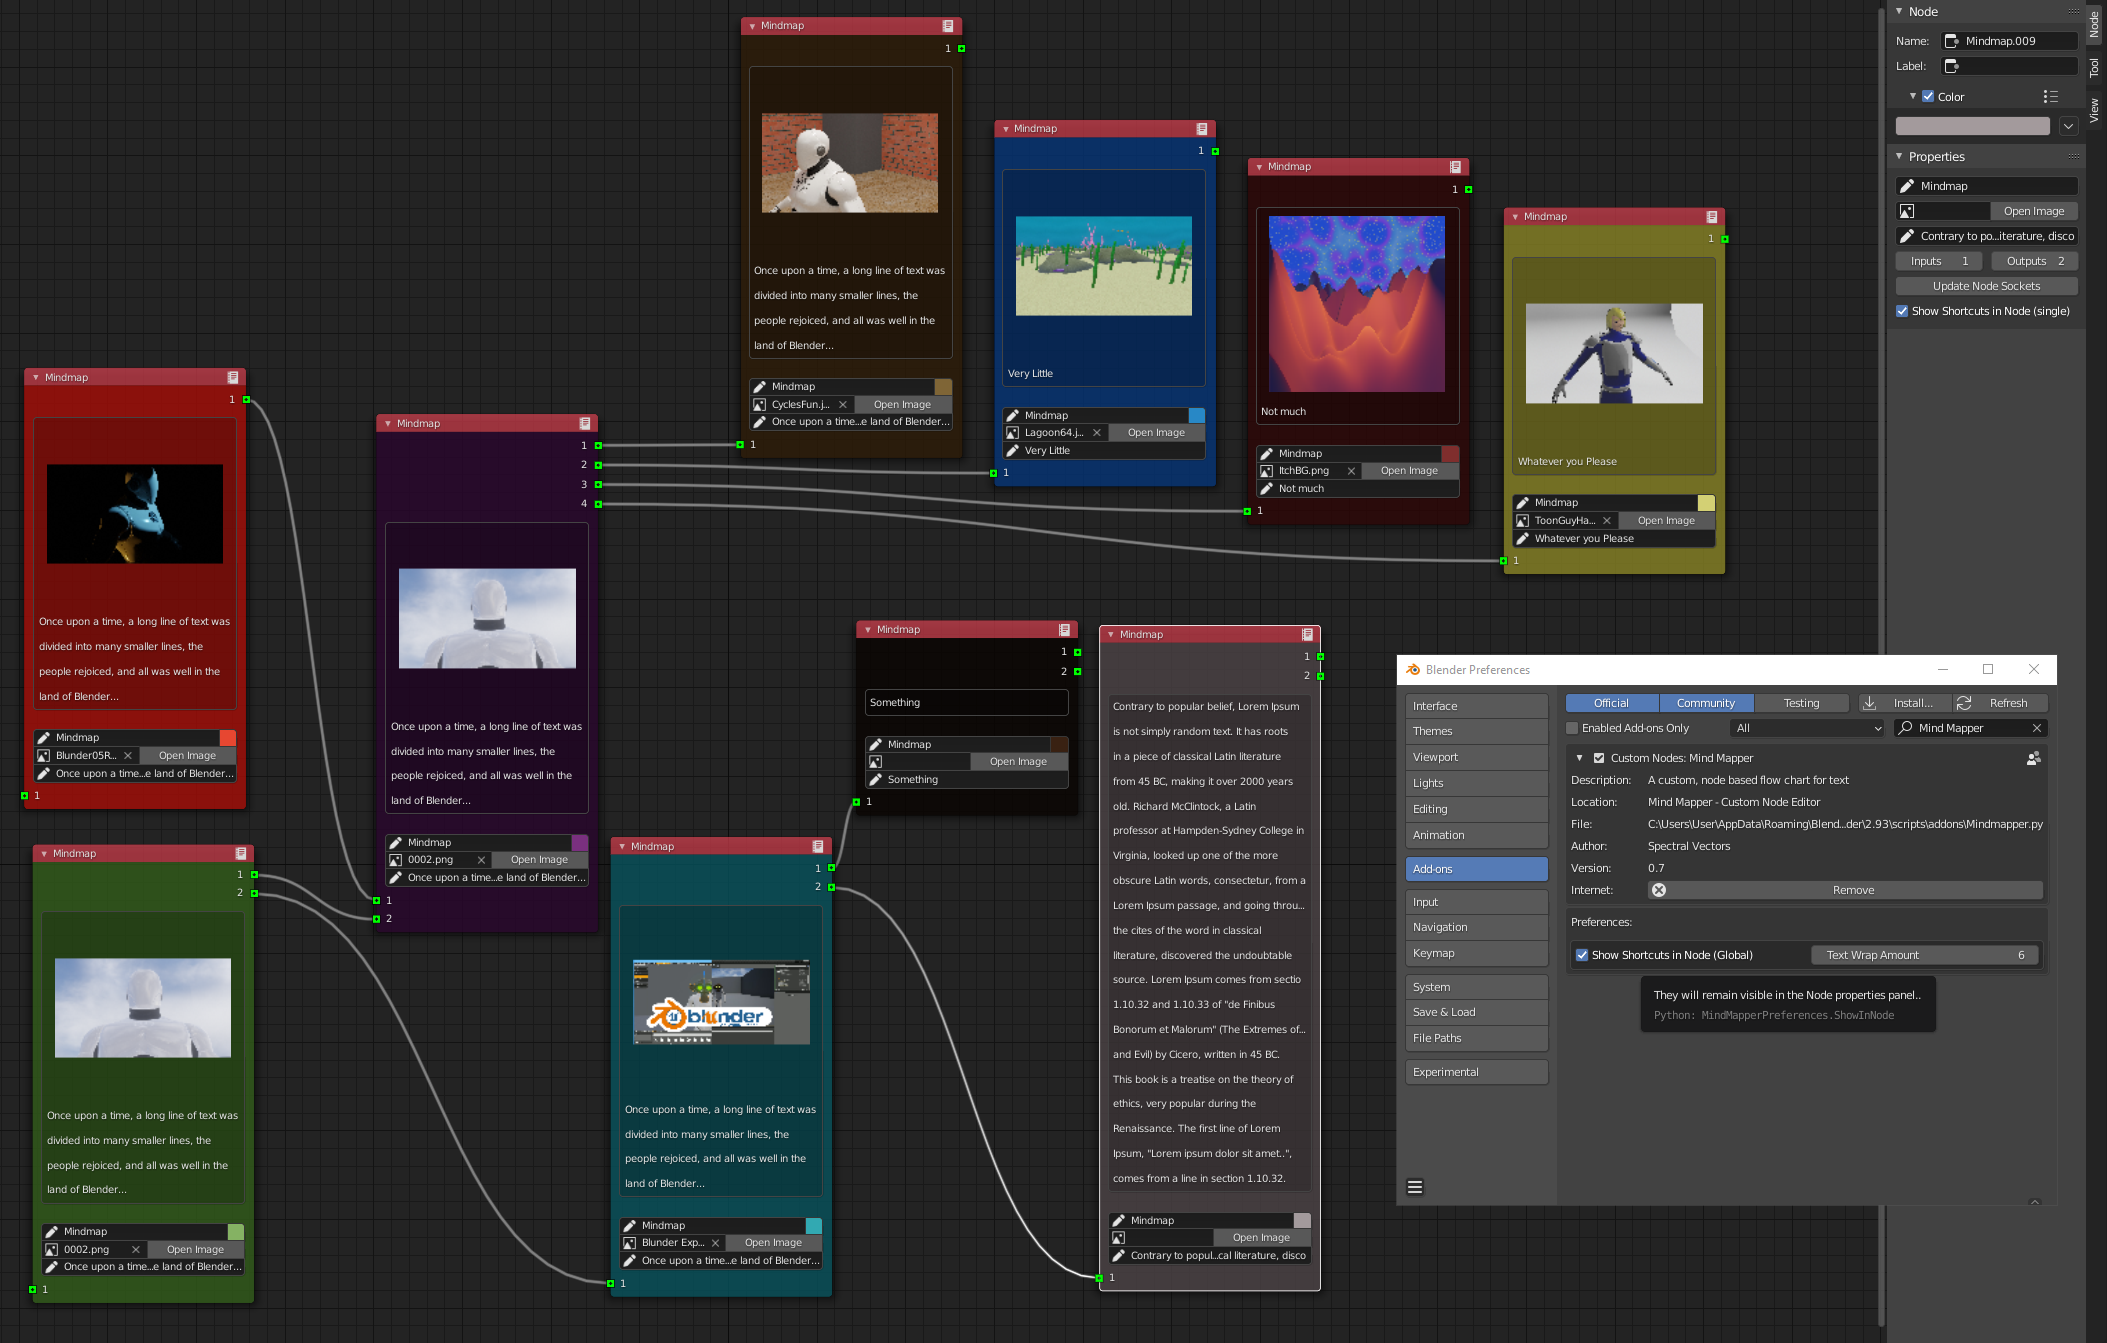 Mindmap
1
Once upon a time, a long line of text was
divided into many smaller lines, the
people rejoiced, and all was well in the
land of Blender...
Mindmap
CyclesFun.j...
Open Image
Once upon a time...e land of Blender...
1
Mindmap
1
Very Little
Mindmap
Lagoon64.j...
Open Image
Very Little
1
Mindmap
1
Not much
Mindmap
ItchBG.png
Open Image
Not much
1
Mindmap
1
Whatever you Please
Mindmap
ToonGuyHa...
Open Image
Whatever you Please
1
Mindmap
1
Once upon a time, a long line of text was
divided into many smaller lines, the
people rejoiced, and all was well in the
land of Blender...
Mindmap
Blunder05R...
Open Image
Once upon a time...e land of Blender...
1
Mindmap
1
2
3
4
Once upon a time, a long line of text was
divided into many smaller lines, the
people rejoiced, and all was well in the
land of Blender...
Mindmap
0002.png
Open Image
Once upon a time...e land of Blender...
1
2
Mindmap
1
2
Once upon a time, a long line of text was
divided into many smaller lines, the
people rejoiced, and all was well in the
land of Blender...
Mindmap
0002.png
Open Image
Once upon a time...e land of Blender...
1
Mindmap
1
2
blunder
Once upon a time, a long line of text was
divided into many smaller lines, the
people rejoiced, and all was well in the
land of Blender...
Mindmap
Blunder Exp...
Open Image
Once upon a time...e land of Blender...
1
Mindmap
1
2
Something
Mindmap
Open Image
Something
1
Mindmap
1
2
Contrary to popular belief, Lorem Ipsum
is not simply random text. It has roots
in a piece of classical Latin literature
from 45 BC, making it over 2000 years
old. Richard McClintock, a Latin
professor at Hampden-Sydney College in
Virginia, looked up one of the more
obscure Latin words, consectetur, from a
Lorem Ipsum passage, and going throu...
the cites of the word in classical
literature, discovered the undoubtable
source. Lorem Ipsum comes from sectio
1.10.32 and 1.10.33 of "de Finibus
Bonorum et Malorum" (The Extremes of...
and Evil) by Cicero, written in 45 BC.
This book is a treatise on the theory of
ethics, very popular during the
Renaissance. The first line of Lorem
Ipsum, "Lorem ipsum dolor sit amet..",
comes from a line in section 1.10.32.
Mindmap
Open Image
Contrary to popul...cal literature, disco
1
Node
Name: Mindmap.009
Label:
Color
Properties
Mindmap
Open Image
Contrary to po...iterature, disco
Inputs 1 Outputs 2
Update Node Sockets
Show Shortcuts in Node (single)
Node
Tool
View
Blender Preferences
Interface
Themes
Viewport
Lights
Editing
Animation
Add-ons
Input
Navigation
Keymap
System
Save & Load
File Paths
Experimental
Official Community Testing Install... Refresh
Enabled Add-ons Only All Mind Mapper
Custom Nodes: Mind Mapper
Description: A custom, node based flow chart for text
Location: Mind Mapper - Custom Node Editor
File: C:\Users\User\AppData\Roaming\Blend...der\2.93\scripts\addons\Mindmapper.py
Author: Spectral Vectors
Version: 0.7
Internet: Remove
Preferences:
Show Shortcuts in Node (Global) Text Wrap Amount 6
They will remain visible in the Node properties panel..
Python: MindMapperPreferences.ShowInNode